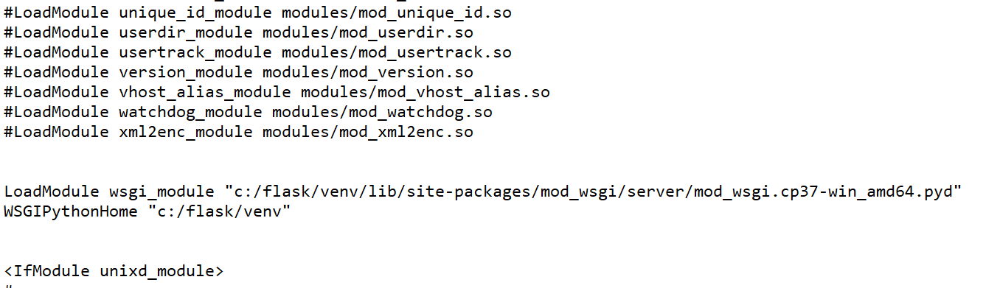 #LoadModule unique_id_module modules/mod_unique_id.so
#LoadModule userdir_module modules/mod_userdir.so
#LoadModule usertrack_module modules/mod_usertrack.so
#LoadModule version_module modules/mod_version.so
#LoadModule vhost_alias_module modules/mod_vhost_alias.so
#LoadModule watchdog_module modules/mod_watchdog.so
#LoadModule xml2enc_module modules/mod_xml2enc.so
LoadModule wsgi_module "c:/flask/venv/lib/site-packages/mod_wsgi/server/mod_wsgi.cp37-win_amd64.pyd"
WSGIPythonHome "c:/flask/venv"
<IfModule unixd_module>